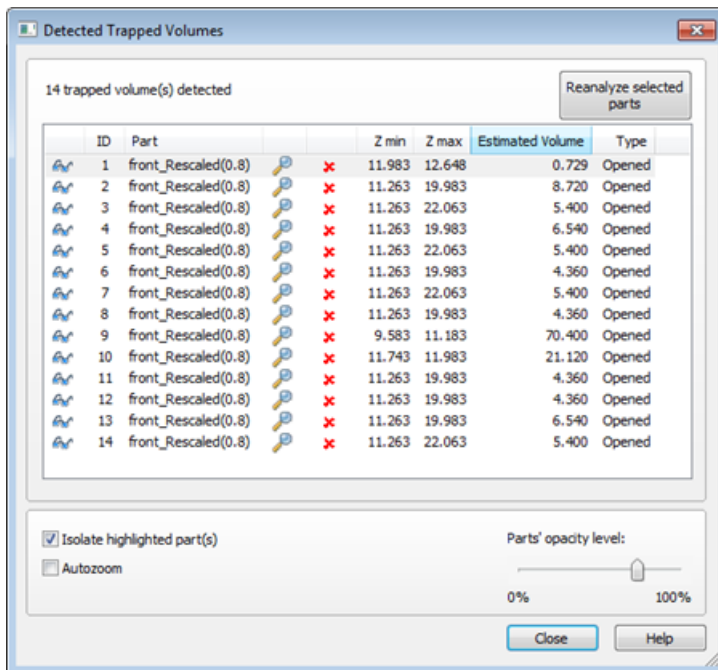 Detected Trapped Volumes
14 trapped volume(s) detected
Reanalyze selected
parts
ID Part Z min Z max Estimated Volume Type
1 front_Rescaled(0.8) 11.983 12.648 0.729 Opened
2 front_Rescaled(0.8) 11.263 19.983 8.720 Opened
3 front_Rescaled(0.8) 11.263 22.063 5.400 Opened
4 front_Rescaled(0.8) 11.263 19.983 6.540 Opened
5 front_Rescaled(0.8) 11.263 22.063 5.400 Opened
6 front_Rescaled(0.8) 11.263 19.983 4.360 Opened
7 front_Rescaled(0.8) 11.263 22.063 5.400 Opened
8 front_Rescaled(0.8) 11.263 19.983 4.360 Opened
9 front_Rescaled(0.8) 9.583 11.183 70.400 Opened
10 front_Rescaled(0.8) 11.743 11.983 21.120 Opened
11 front_Rescaled(0.8) 11.263 19.983 4.360 Opened
12 front_Rescaled(0.8) 11.263 19.983 4.360 Opened
13 front_Rescaled(0.8) 11.263 19.983 6.540 Opened
14 front_Rescaled(0.8) 11.263 22.063 5.400 Opened
Isolate highlighted part(s)
Parts' opacity level:
Autozoom
0% 100%
Close Help